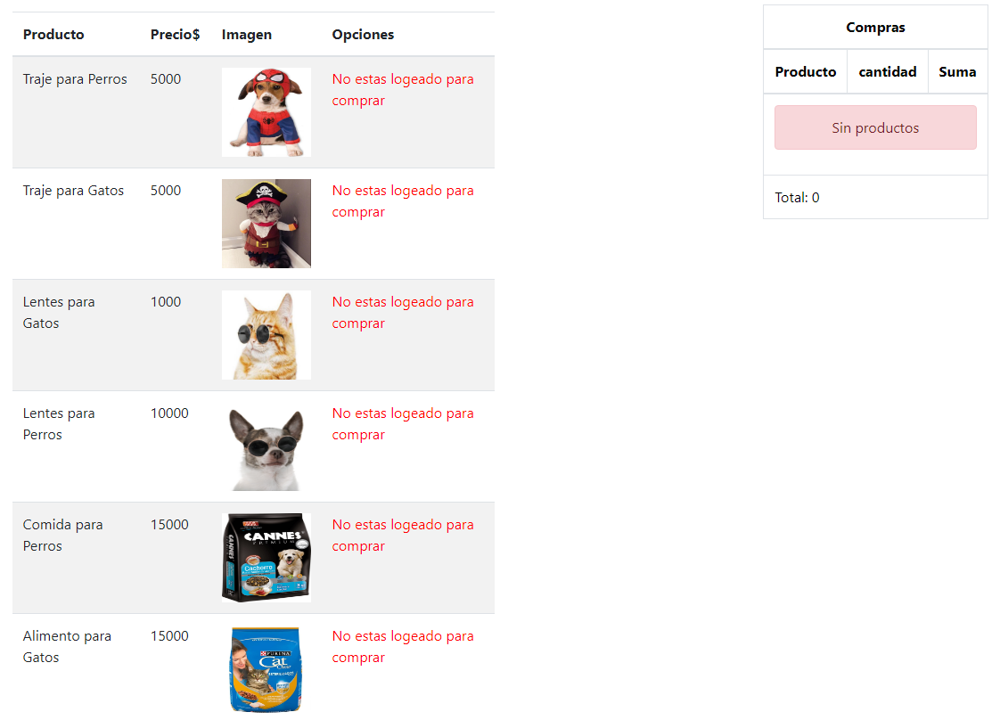 Producto Precio$ Imagen Opciones
Traje para Perros 5000 No estas logeado para
comprar
Traje para Gatos 5000 No estas logeado para
comprar
Lentes para 1000 No estas logeado para
Gatos comprar
Lentes para 10000 No estas logeado para
Perros comprar
Comida para 15000 No estas logeado para
Perros comprar
CANNES
PREMIUM
CANNES
Cachorro
Alimento para 15000 No estas logeado para
Gatos comprar
PURINA
Cat
Compras
Producto cantidad Suma
Sin productos
Total: 0